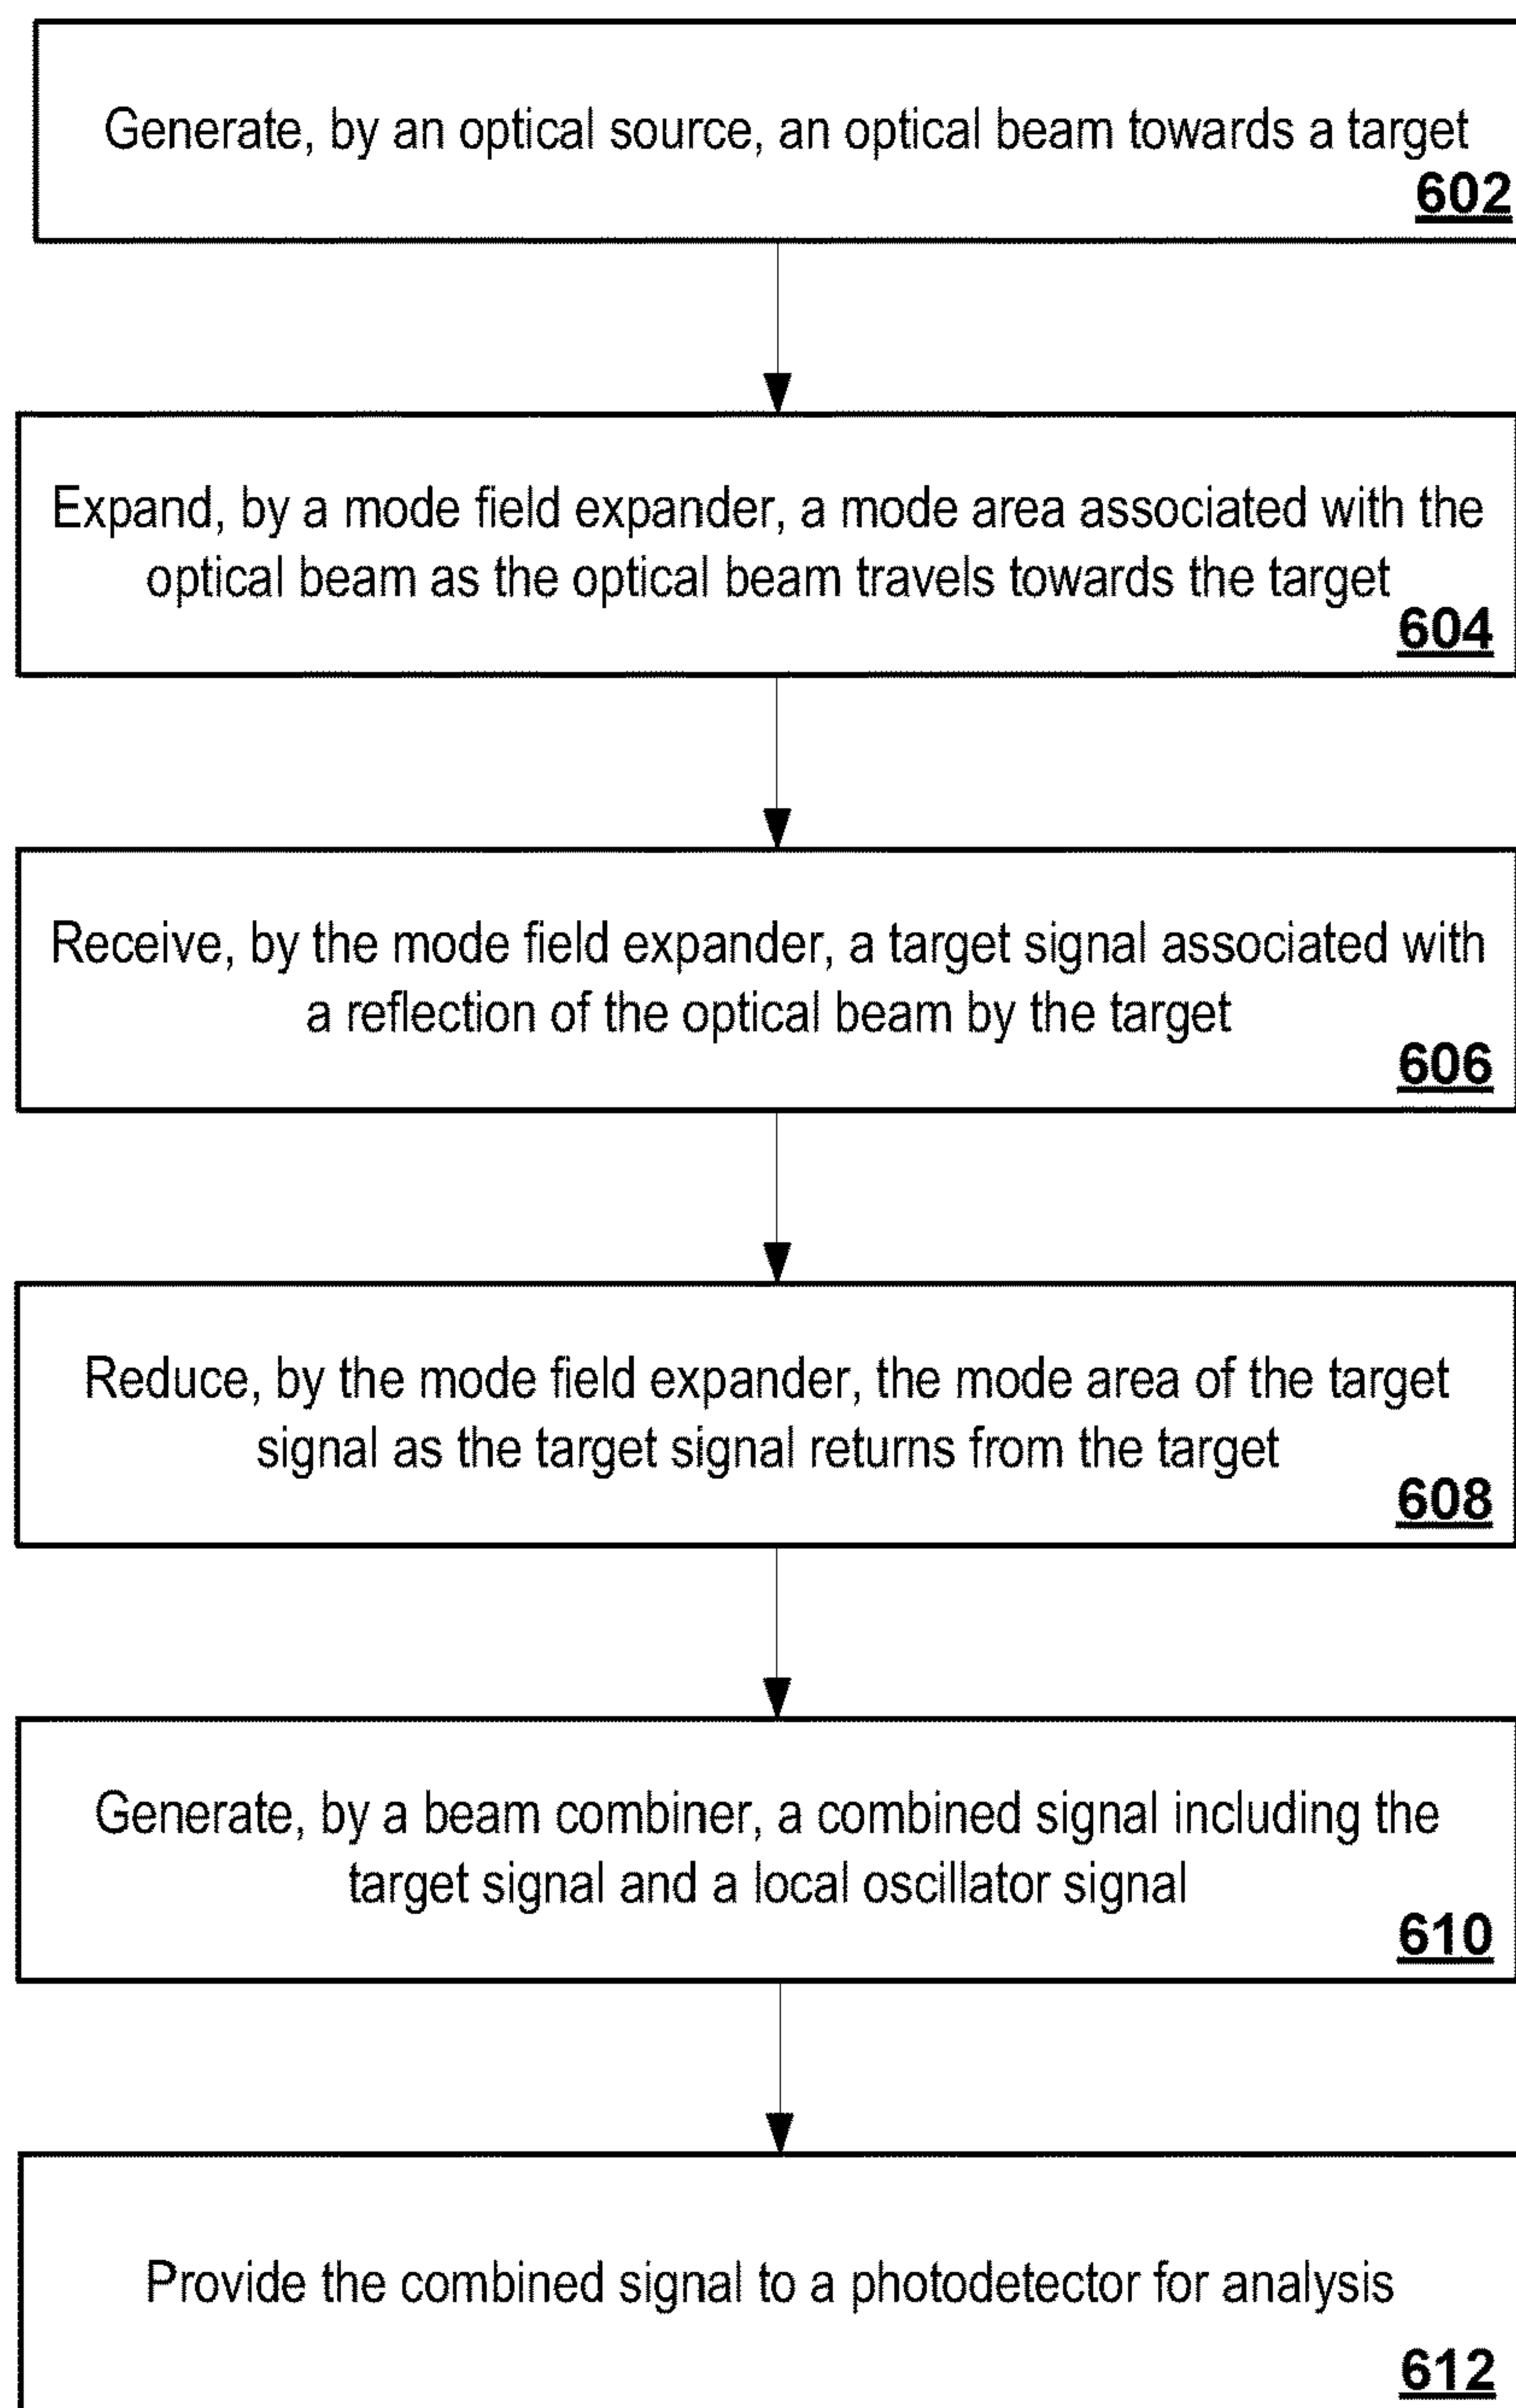 Generate, by an optical source, an optical beam towards a target
602
Expand, by a mode field expander, a mode area associated with the
optical beam as the optical beam travels towards the target
604
Receive, by the mode field expander, a target signal associated with
a reflection of the optical beam by the target
606
Reduce, by the mode field expander, the mode area of the target
signal as the target signal returns from the target
608
Generate, by a beam combiner, a combined signal including the
target signal and a local oscillator signal
610
Provide the combined signal to a photodetector for analysis
612